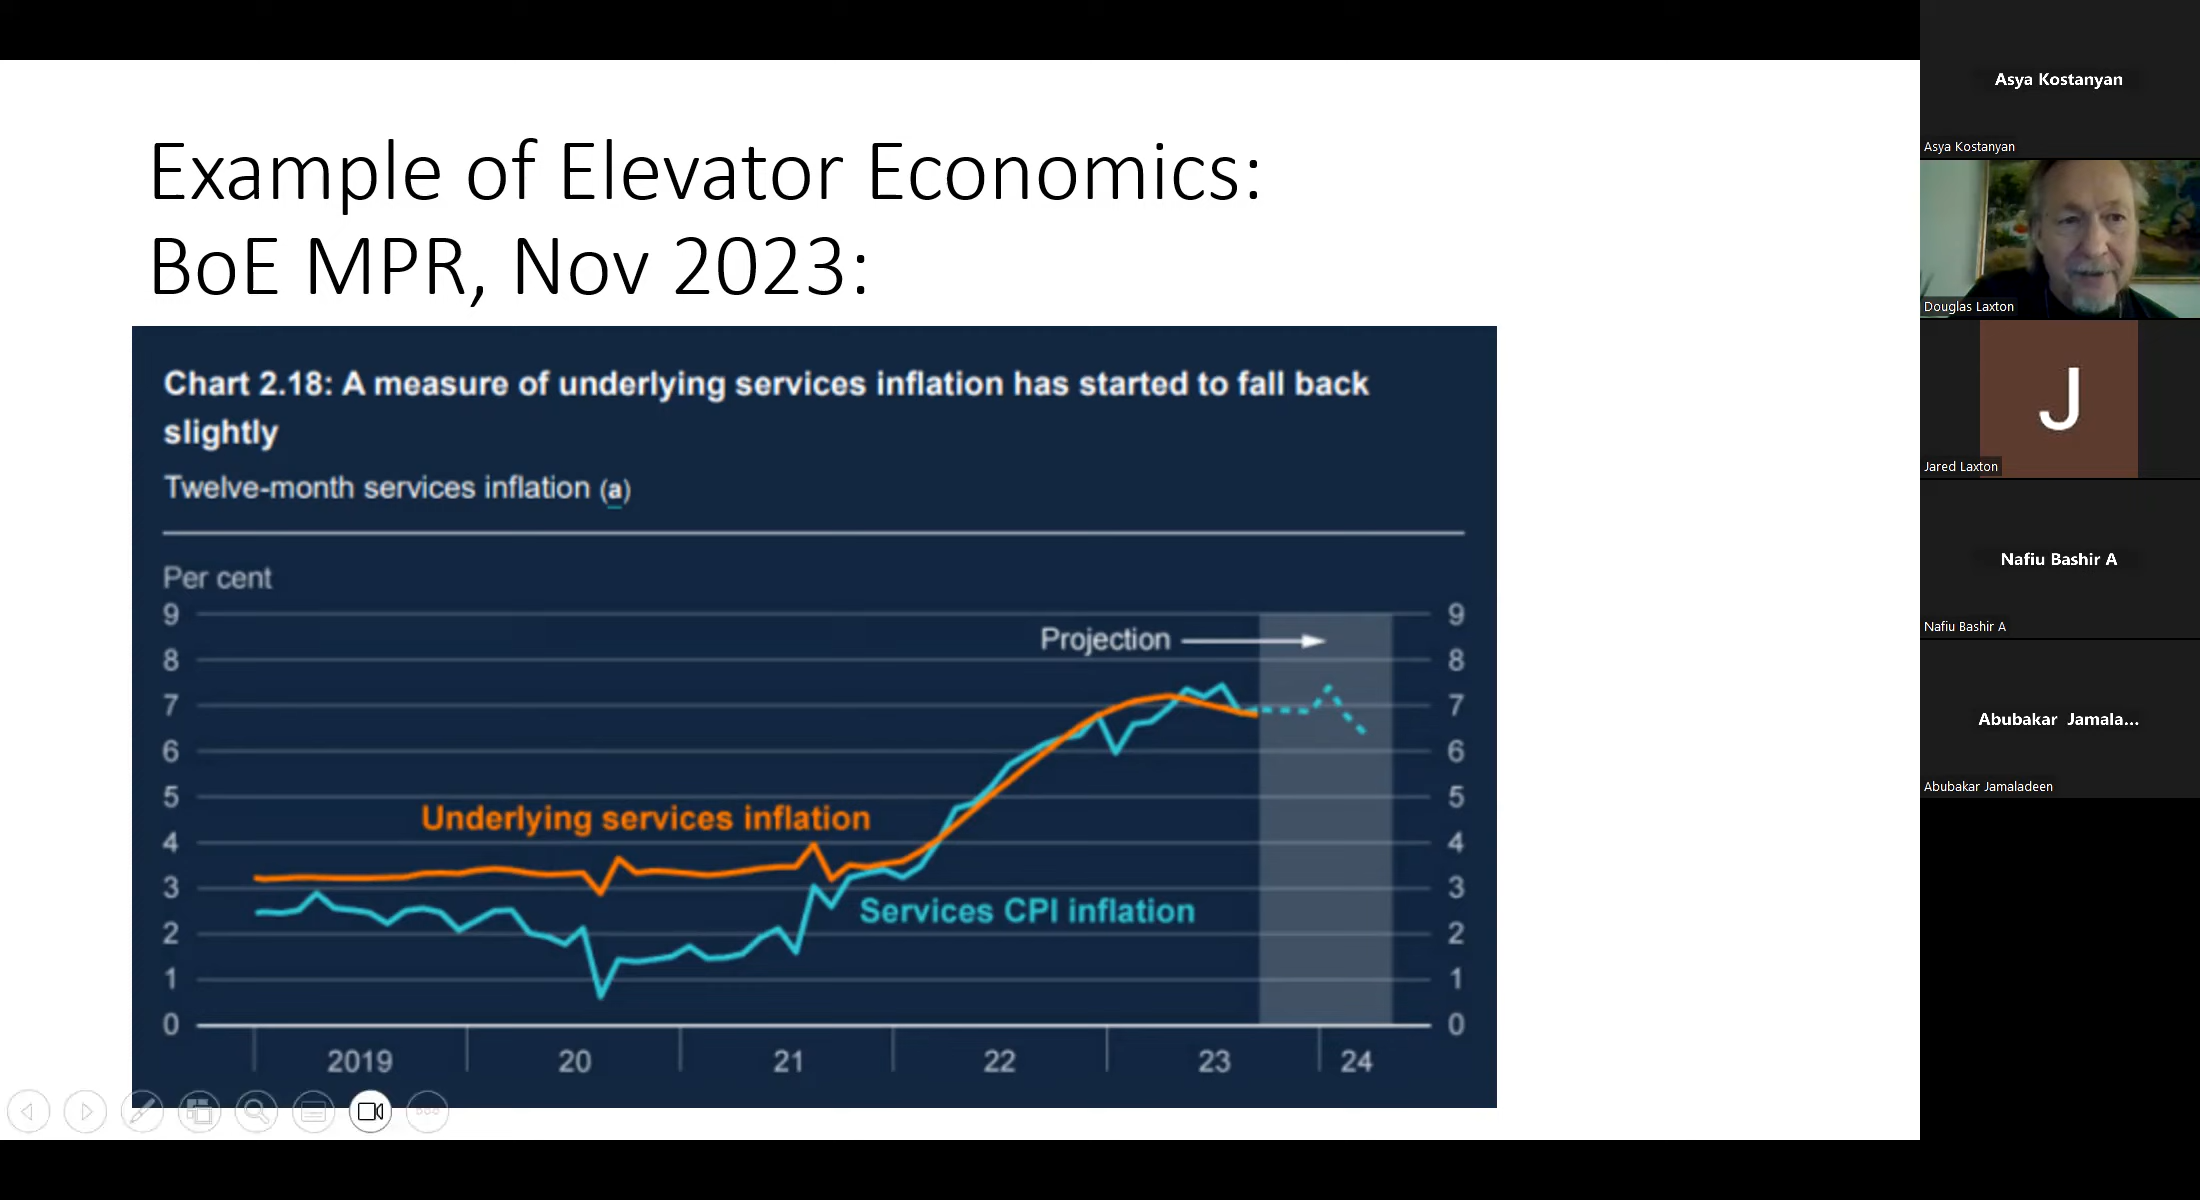 Example of Elevator Economics:
BoE MPR, Nov 2023:
Chart 2.18: A measure of underlying services inflation has started to fall back
slightly
Twelve-month services inflation (a)
Per cent
9 9
Projection
8 8
7 7
6 6
5 5
Underlying services inflation
4 4
3 3
Services CPI inflation
2 2
1 1
0 0
2019 20 21 22 23 24
Asya Kostanyan
Asya Kostanyan
Douglas Laxton
J
Jared Laxton
Nafiu Bashir A
Nafiu Bashir A
Abubakar Jamala...
Abubakar Jamaladeen